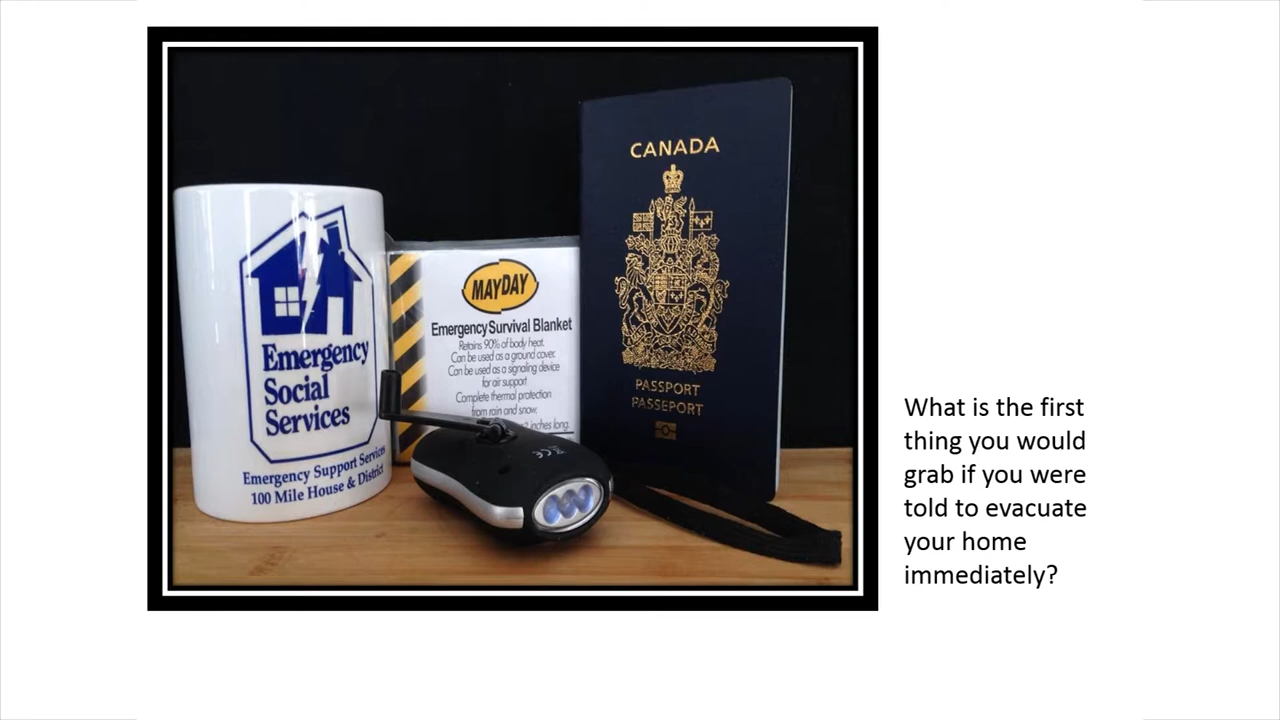 Emergency
Social
Services
Emergency Support Services
100 Mile House & District
MAYDAY
Emergency Survival Blanket
Retains 90% of body heat.
Can be used as a ground cover.
Can be used as a signaling device
for air support
Complete thermal protection
from rain and snow.
inches long.
CE
CANADA
PASSPORT
PASSEPORT
What is the first
thing you would
grab if you were
told to evacuate
your home
immediately?